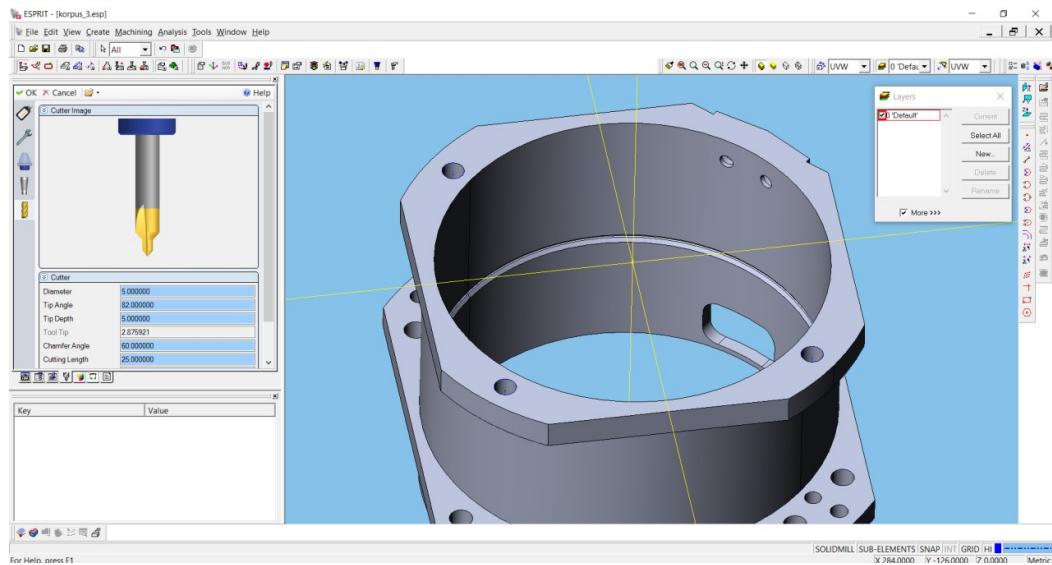 ESPRIT - [korpus_3.esp]
File Edit View Create Machining Analysis Tools Window Help
All
UVW 0 'Defau UVW
OK Cancel Help
Cutter Image
Cutter
Diameter 5.000000
Tip Angle 82.000000
Tip Depth 5.000000
Tool Tip 2.875921
Chamfer Angle 60.000000
Cutting Length 25.000000
Key Value
Layers
0 'Default'
Current
Select All
New...
Delete
Rename
More >>>
SOLIDMILL SUB-ELEMENTS SNAP INT GRID HI
For Help, press F1
X 284.0000 Y -126.0000 Z 0.0000 Metric